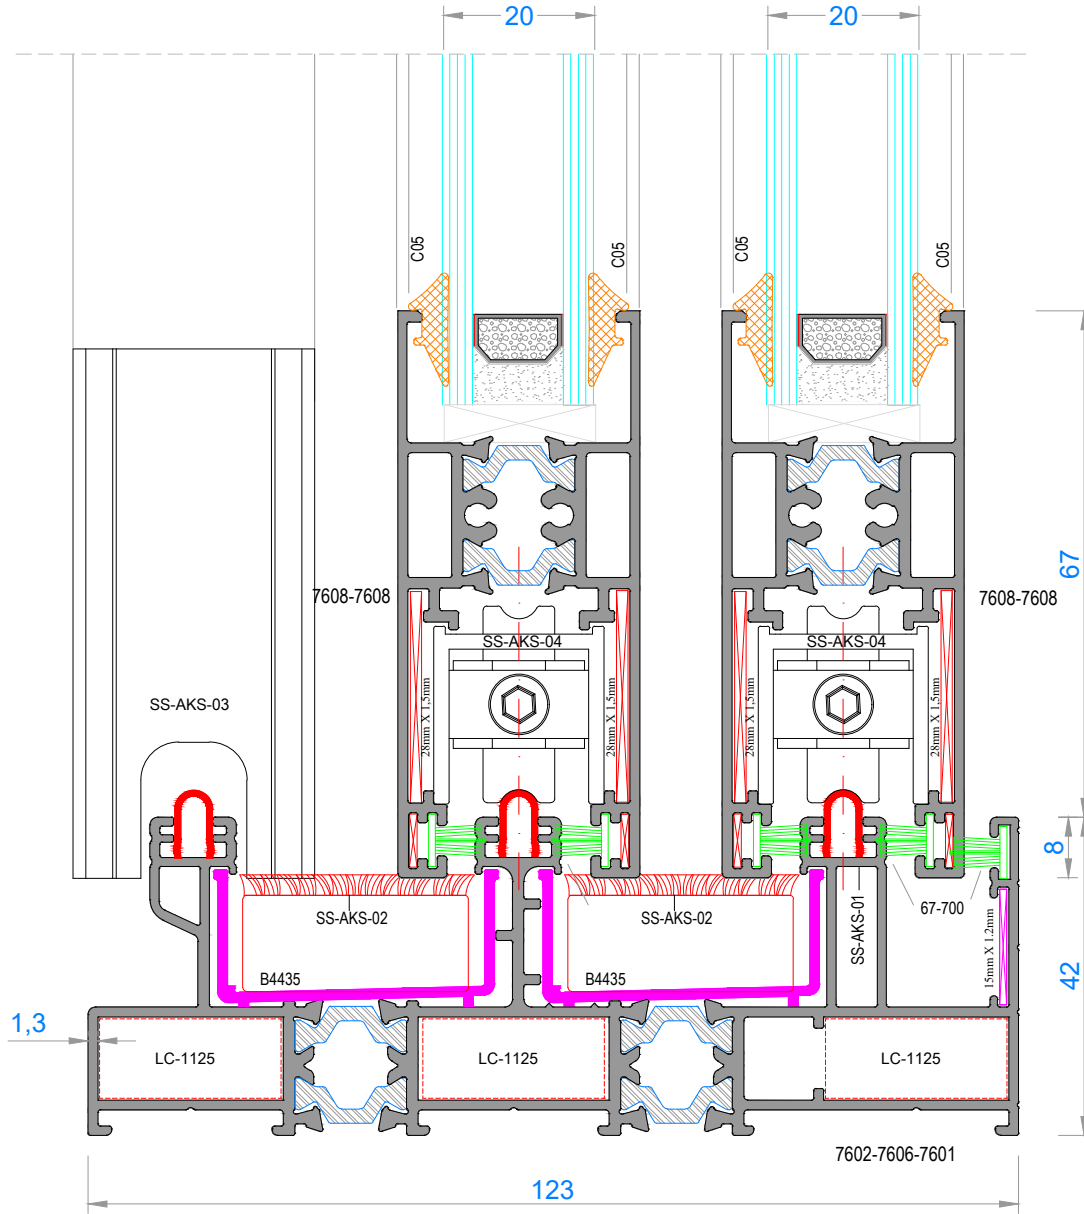 20
20
C05
C05
C05
C05
67
7608-7608
7608-7608
SS-AKS-04
SS-AKS-04
28mm X 1,5mm
28mm X 1,5mm
28mm X 1,5mm
28mm X 1,5mm
SS-AKS-03
8
SS-AKS-02
SS-AKS-02
SS-AKS-01
67-700
15mm X 1.2mm
42
B4435
B4435
1,3
LC-1125
LC-1125
LC-1125
7602-7606-7601
123